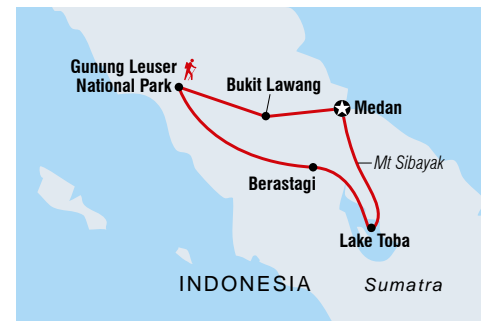 Gunung Leuser
National Park
Bukit Lawang
Medan
Mt Sibayak
Berastagi
Lake Toba
INDONESIA
Sumatra